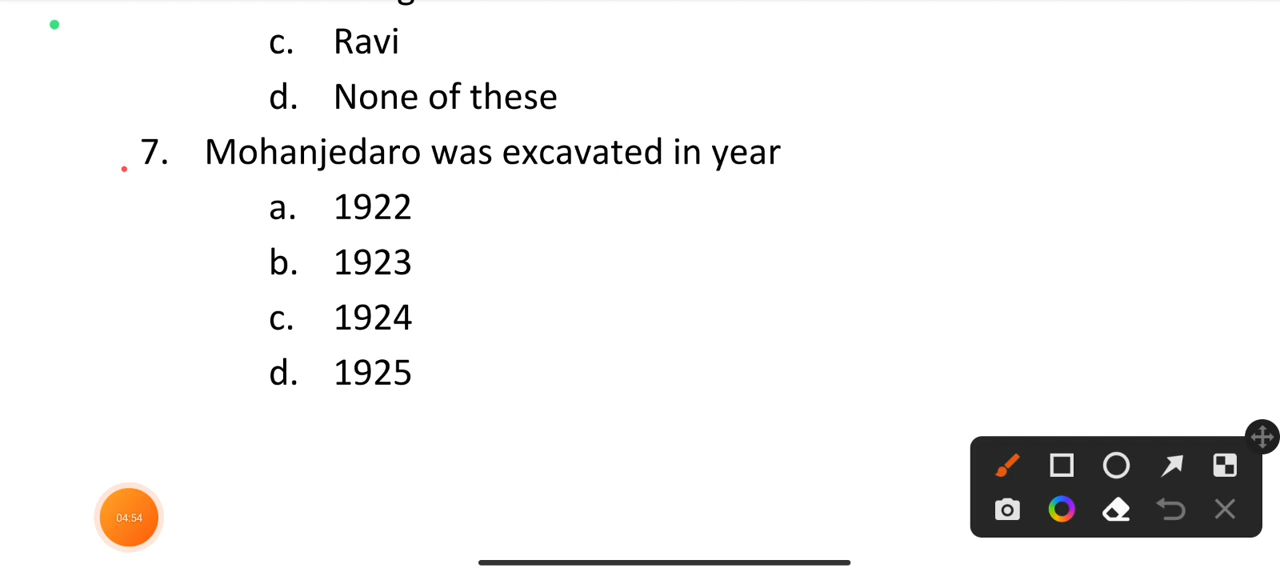 c. Ravi
d. None of these
7. Mohanjedaro was excavated in year
a. 1922
b. 1923
c. 1924
d. 1925
04:54